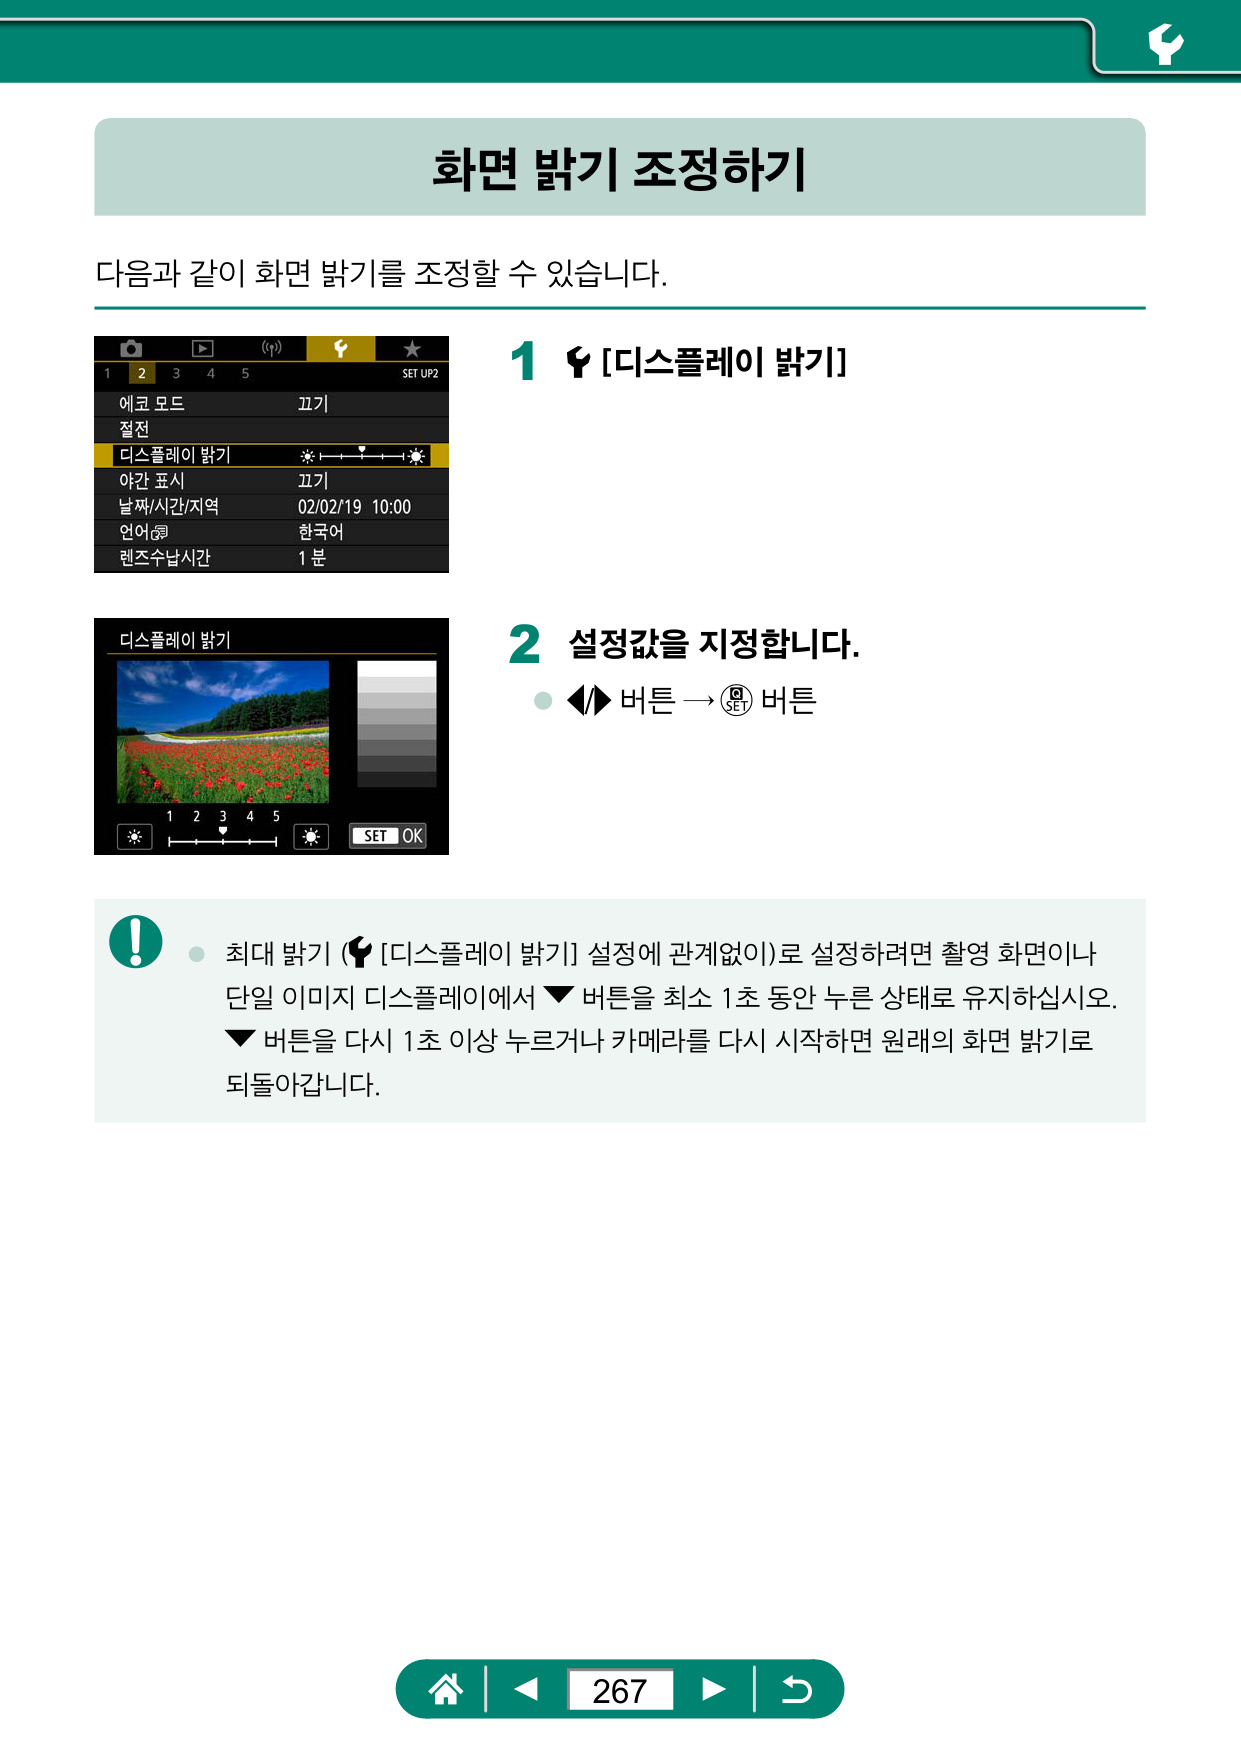 화면 밝기 조정하기
다음과 같이 화면 밝기를 조정할 수 있습니다.
1 2 3 4 5 SET UP2
에코 모드 끄기
절전
디스플레이 밝기
야간 표시 끄기
날짜/시간/지역 02/02/'19 10:00
언어 한국어
렌즈수납시간 1 분
1 [디스플레이 밝기]
디스플레이 밝기
1 2 3 4 5
SET OK
2 설정값을 지정합니다.
● ◀/▶ 버튼 → Q SET 버튼
● 최대 밝기 ( [디스플레이 밝기] 설정에 관계없이)로 설정하려면 촬영 화면이나
단일 이미지 디스플레이에서 ▼ 버튼을 최소 1초 동안 누른 상태로 유지하십시오.
▼ 버튼을 다시 1초 이상 누르거나 카메라를 다시 시작하면 원래의 화면 밝기로
되돌아갑니다.
267